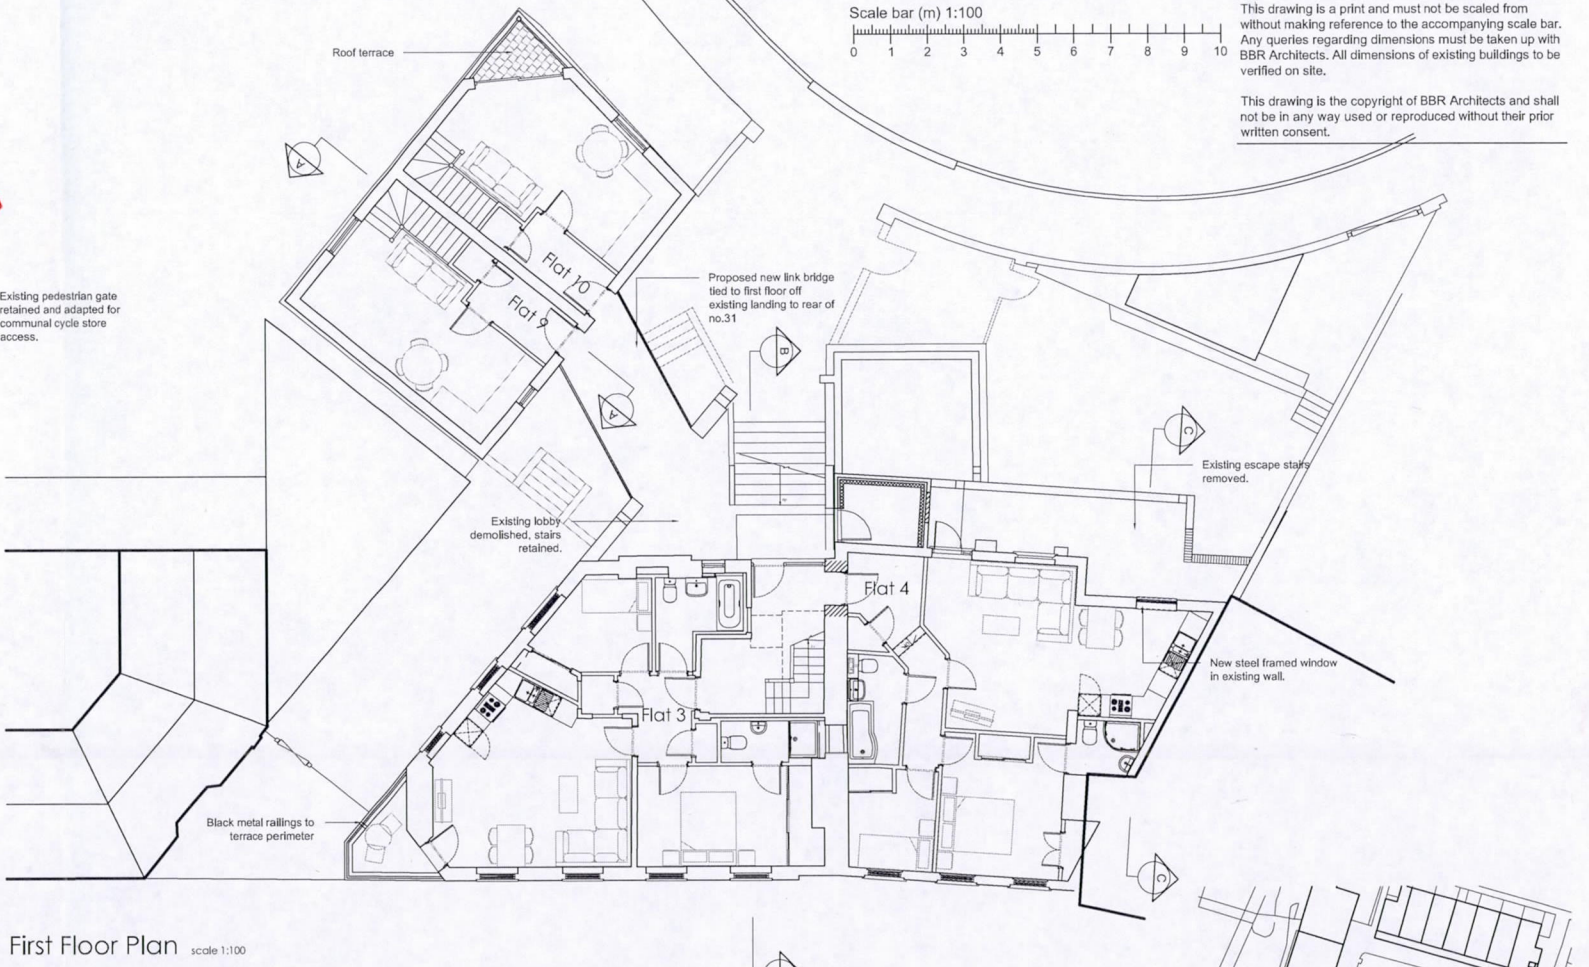 Scale bar (m) 1:100
0 1 2 3 4 5 6 7 8 9 10
This drawing is a print and must not be scaled from
without making reference to the accompanying scale bar.
Any queries regarding dimensions must be taken up with
BBR Architects. All dimensions of existing buildings to be
verified on site.
This drawing is the copyright of BBR Architects and shall
not be in any way used or reproduced without their prior
written consent.
Roof terrace
A
Flat 10
Flat 9
Existing pedestrian gate
retained and adapted for
communal cycle store
access.
Proposed new link bridge
tied to first floor off
existing landing to rear of
no.31
B
A
C
Existing escape stairs
removed.
Existing lobby
demolished, stairs
retained.
Flat 4
New steel framed window
in existing wall.
Flat 3
Black metal railings to
terrace perimeter
C
First Floor Plan scale 1:100